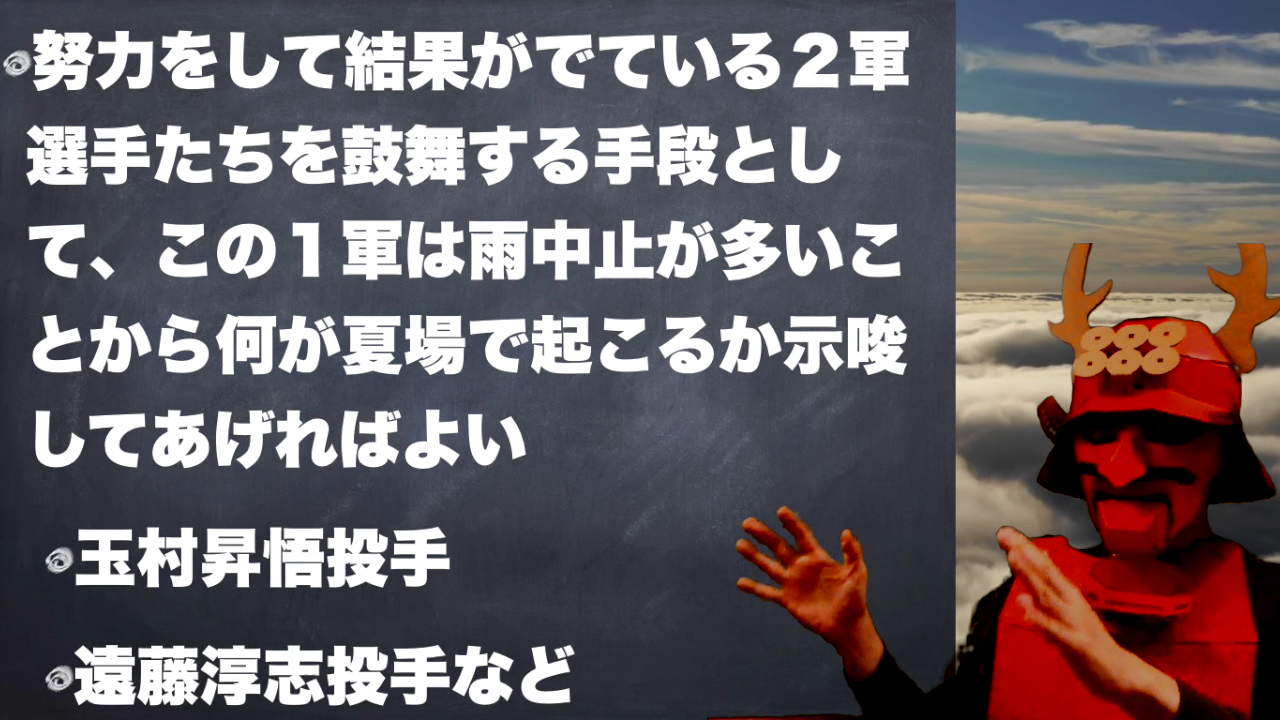 努力をして結果がでている２軍
選手たちを鼓舞する手段とし
て、この１軍は雨中止が多いこ
とから何が夏場で起こるか示唆
してあげればよい
玉村昇悟投手
遠藤淳志投手など